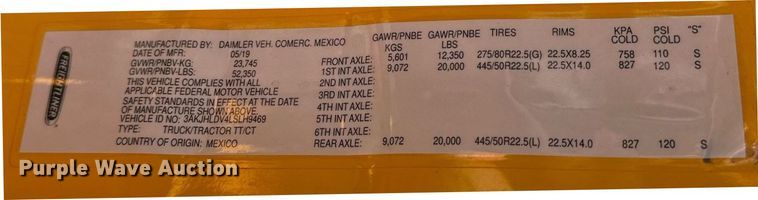 GAWR/PNBE GAWR/PNBE TIRES RIMS KPA PSI "S"
KGS LBS COLD COLD
MANUFACTURED BY: DAIMLER VEH. COMERC. MEXICO
DATE OF MFR: 05/19 FRONT AXLE: 5,601 12,350 275/80R22.5(G) 22.5X8.25 758 110 S
GVWR/PNBV-KG: 23,745 1ST INT AXLE: 9,072 20,000 445/50R22.5(L) 22.5X14.0 827 120 S
GVWR/PNBV-LBS: 52,350 2ND INT AXLE:
THIS VEHICLE COMPLIES WITH ALL
APPLICABLE FEDERAL MOTOR VEHICLE 3RD INT AXLE:
SAFETY STANDARDS IN EFFECT AT THE DATE 4TH INT AXLE:
OF MANUFACTURE SHOWN ABOVE.
VEHICLE ID NO: 3AKJHLDV4LSLH9469 5TH INT AXLE:
TYPE: TRUCK/TRACTOR TT/CT 6TH INT AXLE:
COUNTRY OF ORIGIN: MEXICO REAR AXLE: 9,072 20,000 445/50R22.5(L) 22.5X14.0 827 120 S
FREIGHTLINER
Purple Wave Auction